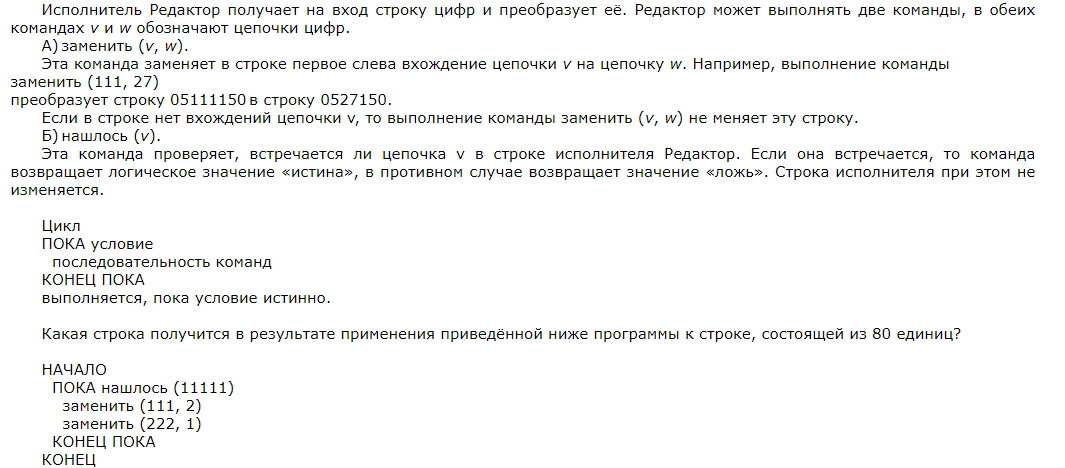 Исполнитель Редактор получает на вход строку цифр и преобразует её. Редактор может выполнять две команды, в обеих
командах v и w обозначают цепочки цифр.
А) заменить (v, w).
Эта команда заменяет в строке первое слева вхождение цепочки v на цепочку w. Например, выполнение команды
заменить (111, 27)
преобразует строку 05111150 в строку 0527150.
Если в строке нет вхождений цепочки v, то выполнение команды заменить (v, w) не меняет эту строку.
Б) нашлось (v).
Эта команда проверяет, встречается ли цепочка v в строке исполнителя Редактор. Если она встречается, то команда
возвращает логическое значение «истина», в противном случае возвращает значение «ложь». Строка исполнителя при этом не
изменяется.
Цикл
ПОКА условие
последовательность команд
КОНЕЦ ПОКА
выполняется, пока условие истинно.
Какая строка получится в результате применения приведённой ниже программы к строке, состоящей из 80 единиц?
НАЧАЛО
ПОКА нашлось (11111)
заменить (111, 2)
заменить (222, 1)
КОНЕЦ ПОКА
КОНЕЦ